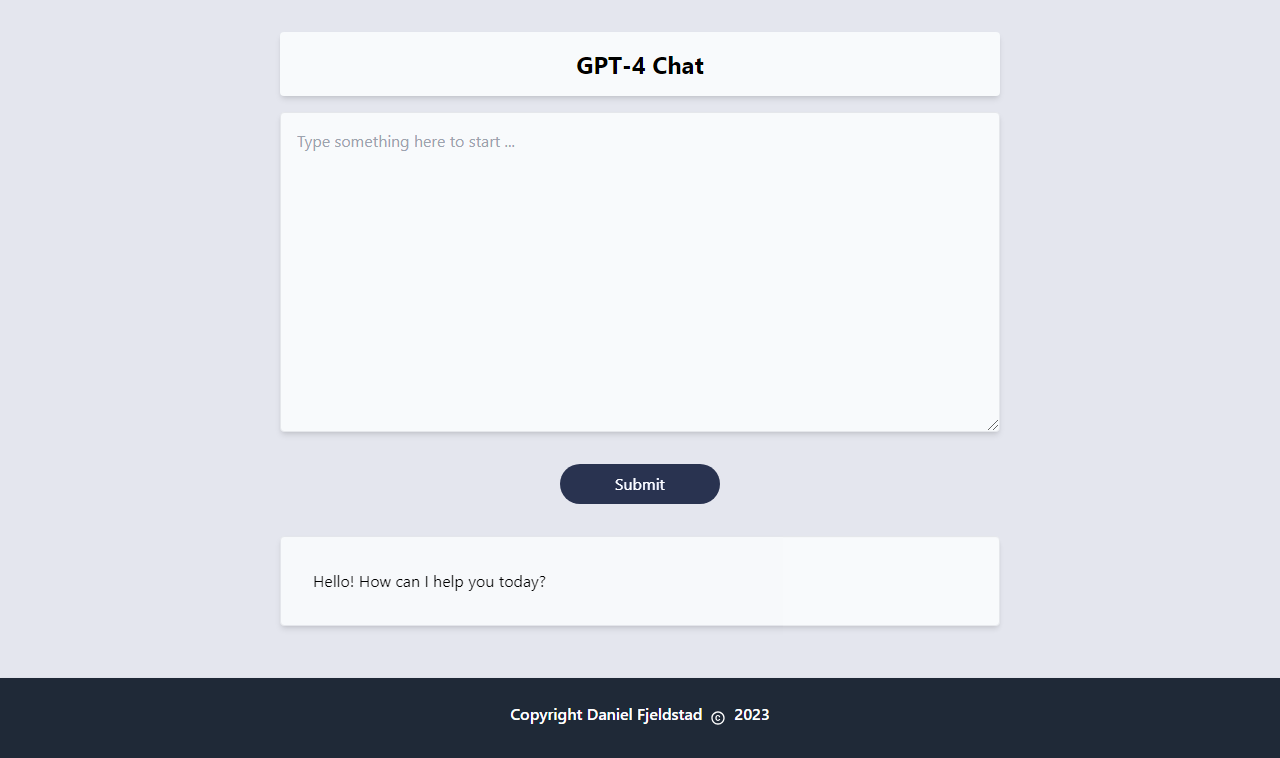 GPT-4 Chat
Type something here to start ...
Submit
Hello! How can I help you today?
Copyright Daniel Fjeldstad © 2023